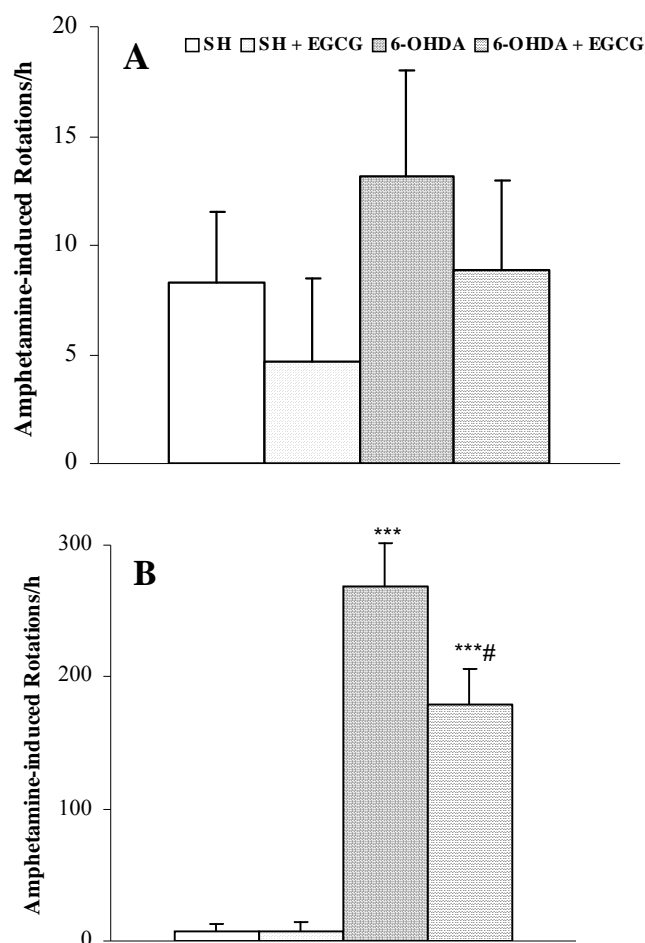 20
A
SH SH + EGCG 6-OHDA 6-OHDA + EGCG
15
10
5
0
Amphetamine-induced Rotations/h
300
***
B
***#
200
100
0
Amphetamine-induced Rotations/h